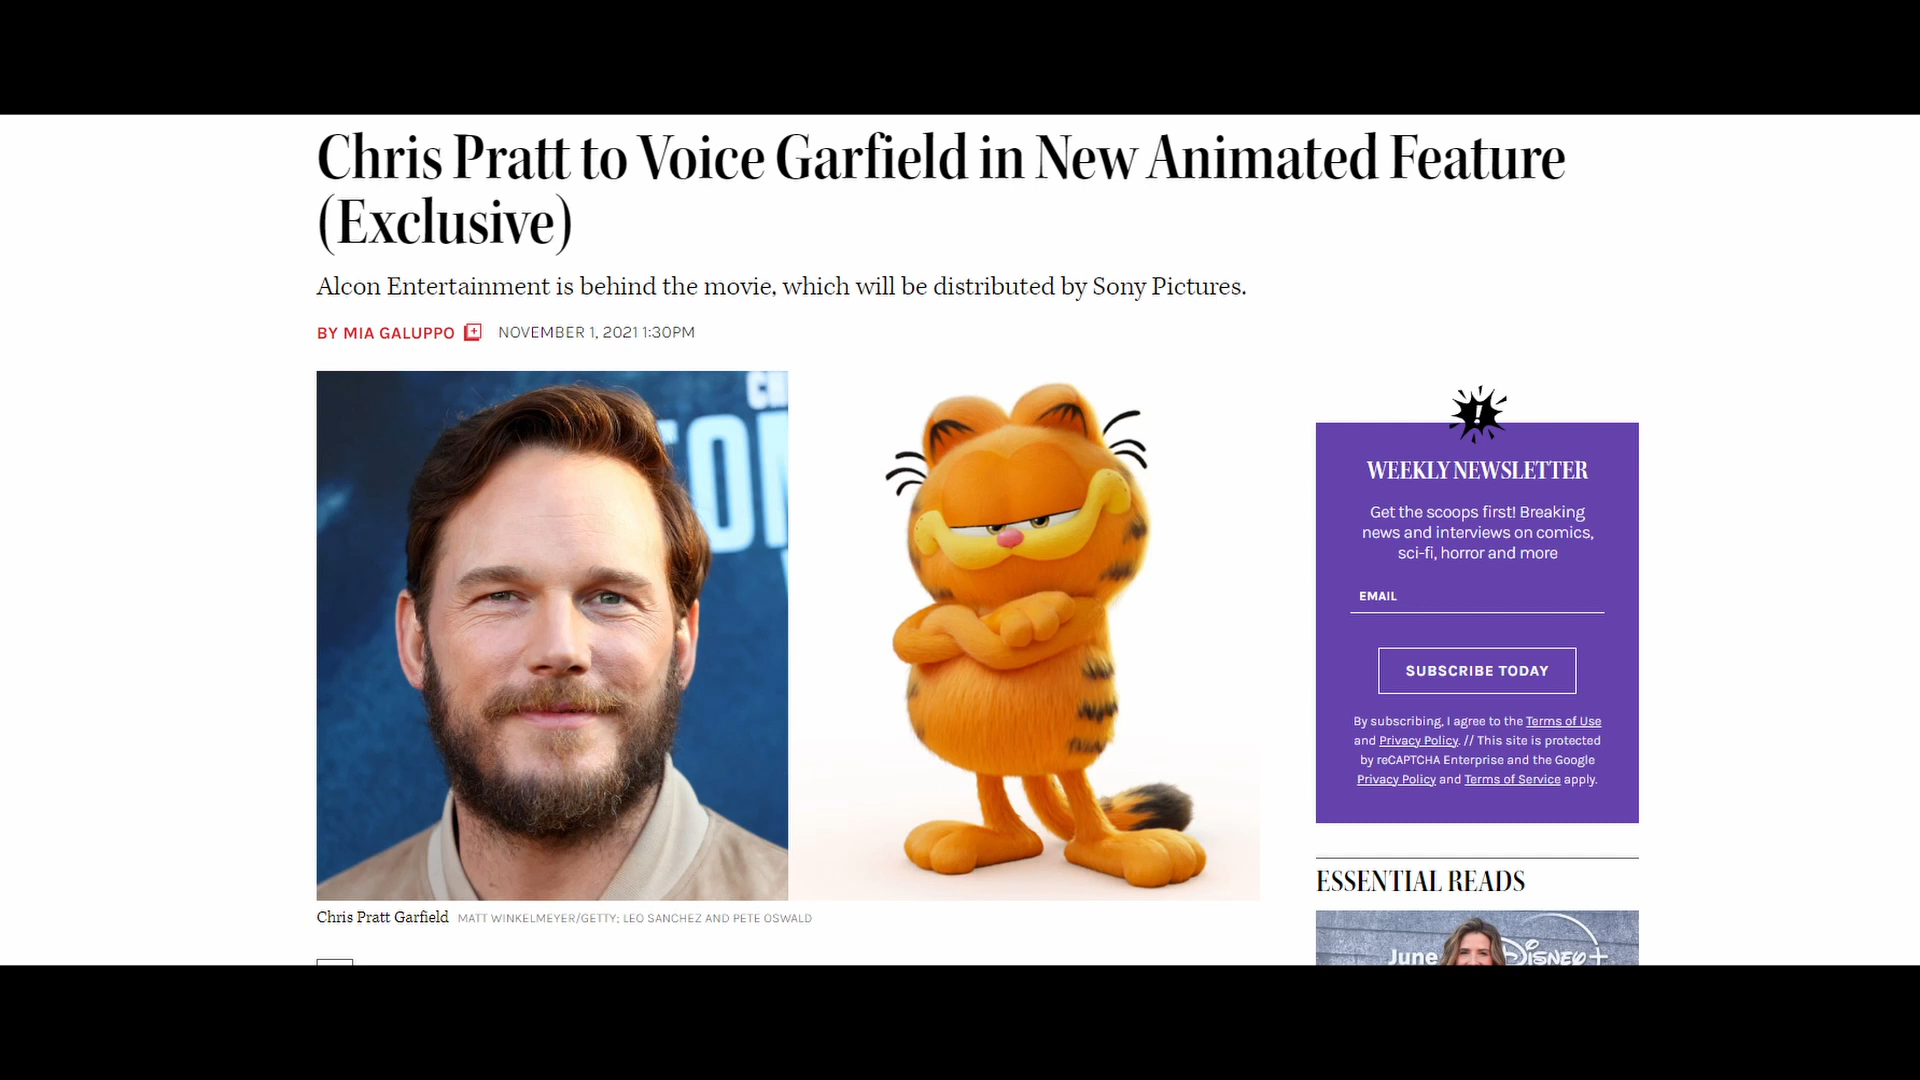 Chris Pratt to Voice Garfield in New Animated Feature
(Exclusive)
Alcon Entertainment is behind the movie, which will be distributed by Sony Pictures.
BY MIA GALUPPO NOVEMBER 1, 2021 1:30PM
Chris Pratt Garfield MATT WINKELMEYER/GETTY; LEO SANCHEZ AND PETE OSWALD
!
WEEKLY NEWSLETTER
Get the scoops first! Breaking
news and interviews on comics,
sci-fi, horror and more
EMAIL
SUBSCRIBE TODAY
By subscribing, I agree to the Terms of Use
and Privacy Policy. // This site is protected
by reCAPTCHA Enterprise and the Google
Privacy Policy and Terms of Service apply.
ESSENTIAL READS
June Disney+